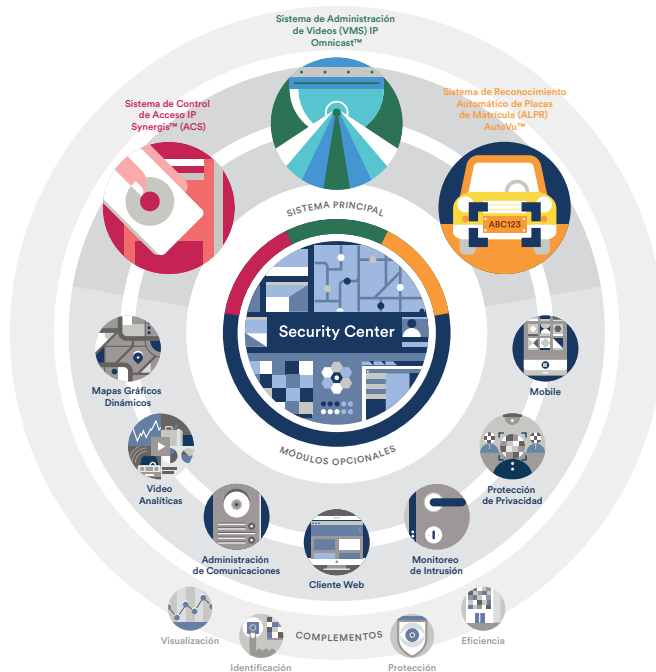 Sistema de Administración
de Videos (VMS) IP
Omnicast™
Sistema de Control
de Acceso IP
Synergis™ (ACS)
Sistema de Reconocimiento
Automático de Placas
de Matrícula (ALPR)
AutoVu™
ABC123
SISTEMA PRINCIPAL
Security Center
MÓDULOS OPCIONALES
Mapas Gráficos
Dinámicos
Mobile
Video
Analíticas
Protección
de Privacidad
Administración
de Comunicaciones
Cliente Web
Monitoreo
de Intrusión
Visualización
Identificación
COMPLEMENTOS
Protección
Eficiencia